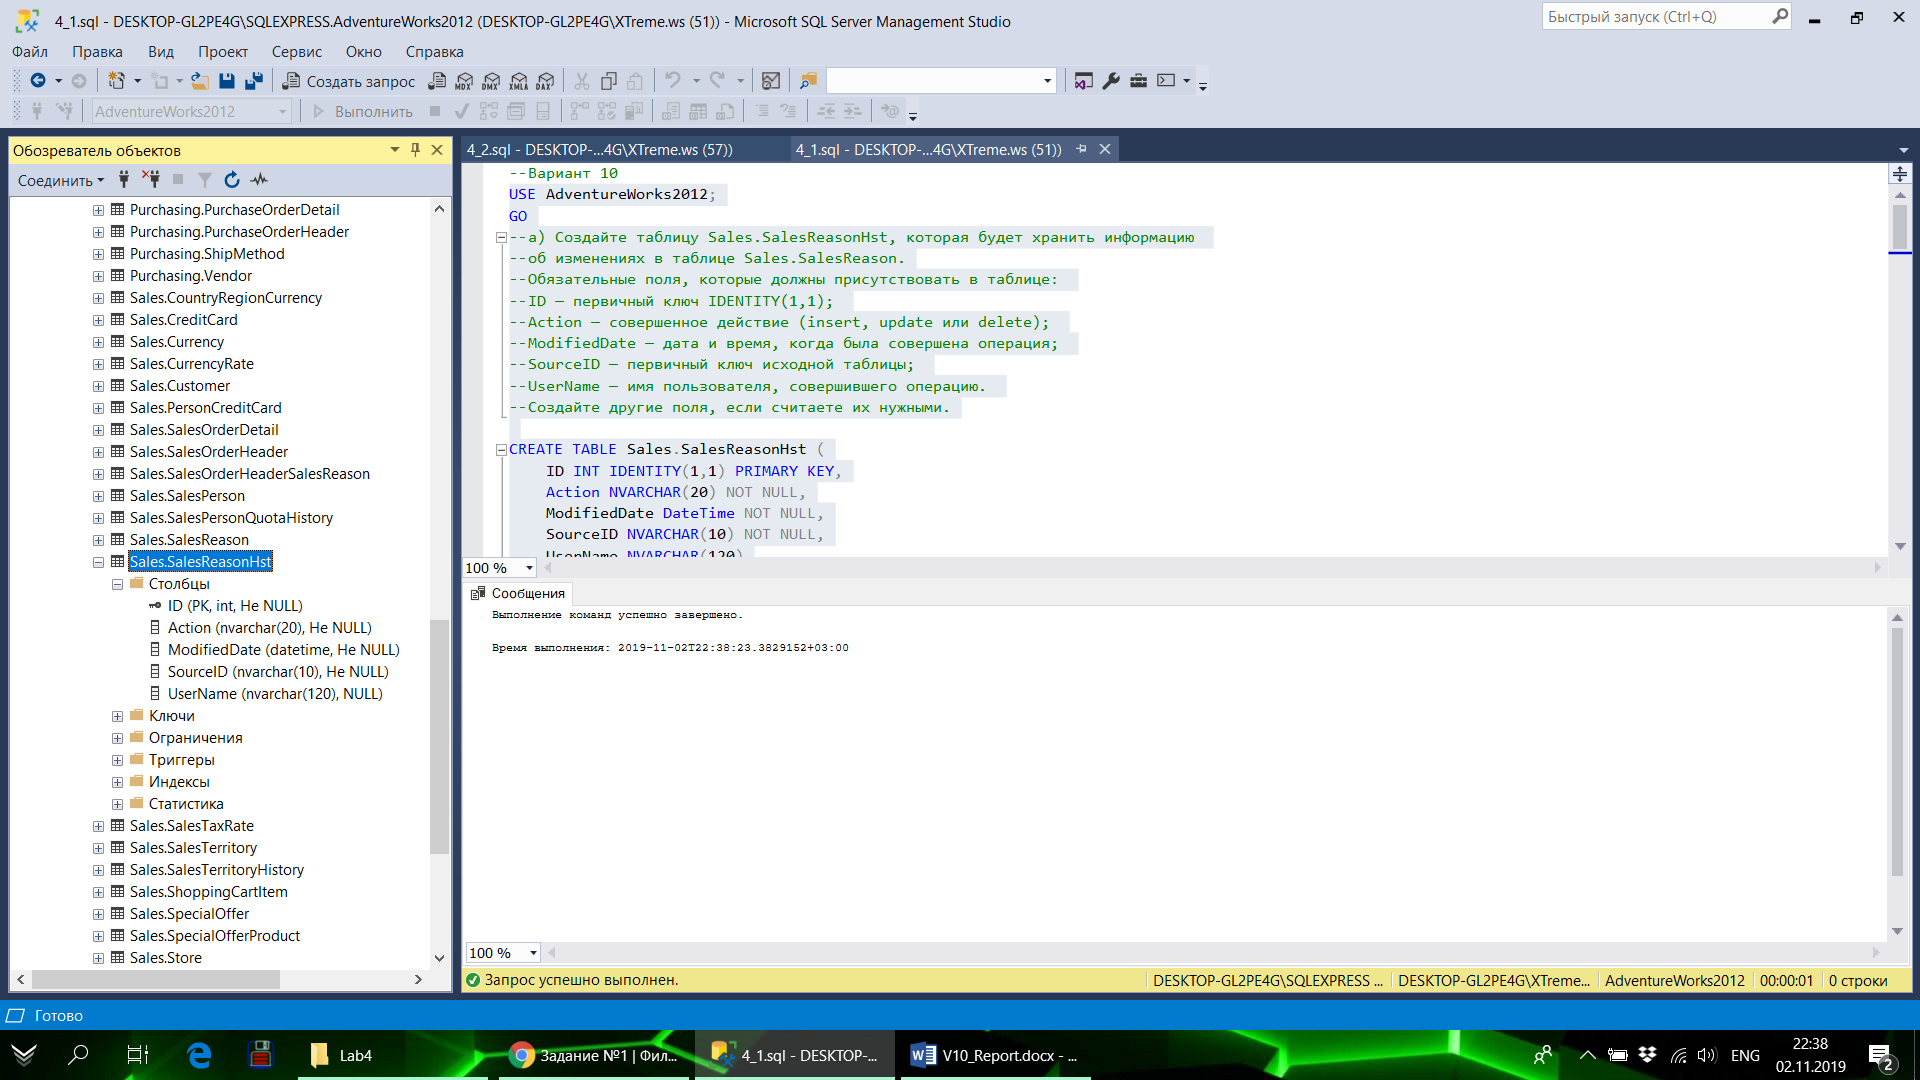 4_1.sql - DESKTOP-GL2PE4G\SQLEXPRESS.AdventureWorks2012 (DESKTOP-GL2PE4G\XTreme.ws (51)) - Microsoft SQL Server Management Studio
Быстрый запуск (Ctrl+Q)
Файл Правка Вид Проект Сервис Окно Справка
Создать запрос MDX DMX XMLA DAX
AdventureWorks2012 Выполнить
Обозреватель объектов
Соединить
Purchasing.PurchaseOrderDetail
Purchasing.PurchaseOrderHeader
Purchasing.ShipMethod
Purchasing.Vendor
Sales.CountryRegionCurrency
Sales.CreditCard
Sales.Currency
Sales.CurrencyRate
Sales.Customer
Sales.PersonCreditCard
Sales.SalesOrderDetail
Sales.SalesOrderHeader
Sales.SalesOrderHeaderSalesReason
Sales.SalesPerson
Sales.SalesPersonQuotaHistory
Sales.SalesReason
Sales.SalesReasonHst
Столбцы
ID (PK, int, Не NULL)
Action (nvarchar(20), Не NULL)
ModifiedDate (datetime, Не NULL)
SourceID (nvarchar(10), Не NULL)
UserName (nvarchar(120), NULL)
Ключи
Ограничения
Триггеры
Индексы
Статистика
Sales.SalesTaxRate
Sales.SalesTerritory
Sales.SalesTerritoryHistory
Sales.ShoppingCartItem
Sales.SpecialOffer
Sales.SpecialOfferProduct
Sales.Store
4_2.sql - DESKTOP-...4G\XTreme.ws (57)) 4_1.sql - DESKTOP-...4G\XTreme.ws (51))
--Вариант 10
USE AdventureWorks2012;
GO
--a) Создайте таблицу Sales.SalesReasonHst, которая будет хранить информацию
--об изменениях в таблице Sales.SalesReason.
--Обязательные поля, которые должны присутствовать в таблице:
--ID — первичный ключ IDENTITY(1,1);
--Action — совершенное действие (insert, update или delete);
--ModifiedDate — дата и время, когда была совершена операция;
--SourceID — первичный ключ исходной таблицы;
--UserName — имя пользователя, совершившего операцию.
--Создайте другие поля, если считаете их нужными.
CREATE TABLE Sales.SalesReasonHst (
ID INT IDENTITY(1,1) PRIMARY KEY,
Action NVARCHAR(20) NOT NULL,
ModifiedDate DateTime NOT NULL,
SourceID NVARCHAR(10) NOT NULL,
UserName NVARCHAR(120)
100 %
Сообщения
Выполнение команд успешно завершено.
Время выполнения: 2019-11-02T22:38:23.3829152+03:00
100 %
Запрос успешно выполнен. DESKTOP-GL2PE4G\SQLEXPRESS ... DESKTOP-GL2PE4G\XTreme... AdventureWorks2012 00:00:01 0 строки
Готово
Lab4 Задание №1 | Фил... 4_1.sql - DESKTOP-... V10_Report.docx - ... ENG 22:38
02.11.2019 2